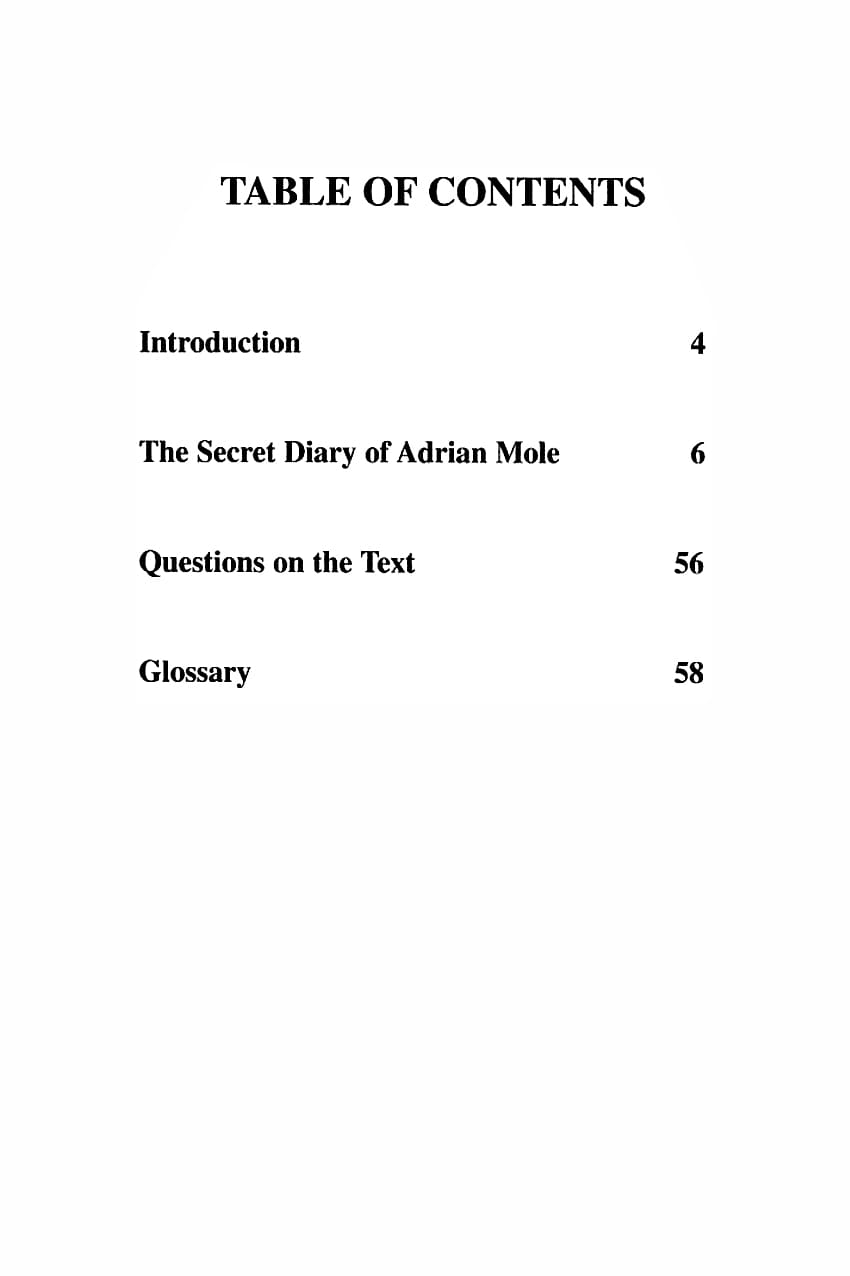 TABLE OF CONTENTS
Introduction 4
The Secret Diary of Adrian Mole 6
Questions on the Text 56
Glossary 58